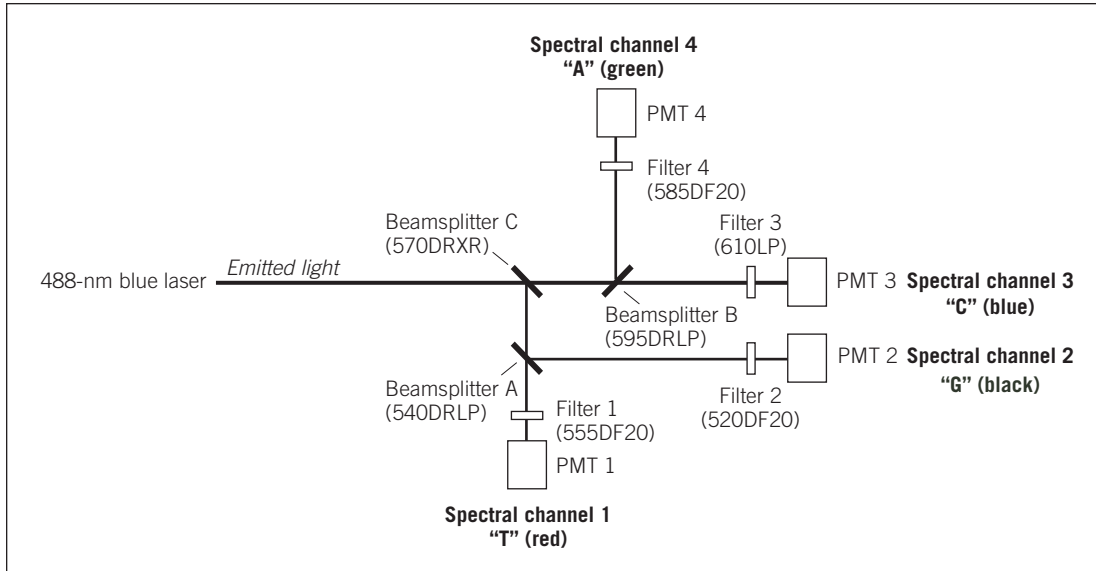 Spectral channel 4
“A” (green)
PMT 4
Filter 4
(585DF20)
Beamsplitter C
(570DRXR)
Filter 3
(610LP)
488-nm blue laser
Emitted light
PMT 3
Spectral channel 3
“C” (blue)
Beamsplitter B
(595DRLP)
PMT 2
Spectral channel 2
“G” (black)
Beamsplitter A
(540DRLP)
Filter 1
(555DF20)
Filter 2
(520DF20)
PMT 1
Spectral channel 1
“T” (red)